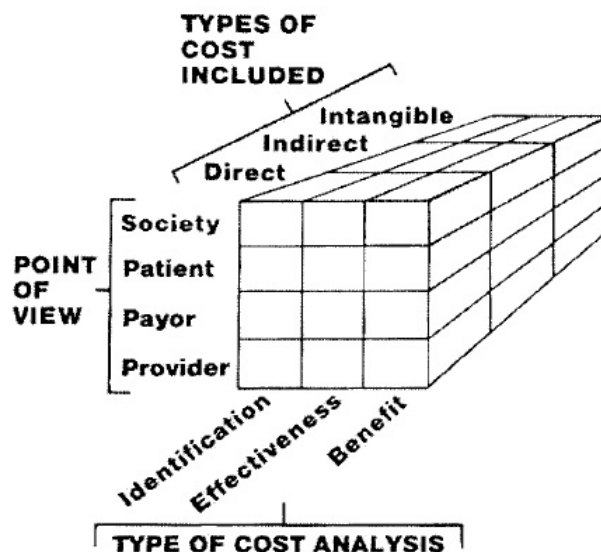 TYPES OF
COST
INCLUDED
Intangible
Indirect
Direct
POINT
OF
VIEW
Society
Patient
Payor
Provider
Identification
Effectiveness
Benefit
TYPE OF COST ANALYSIS